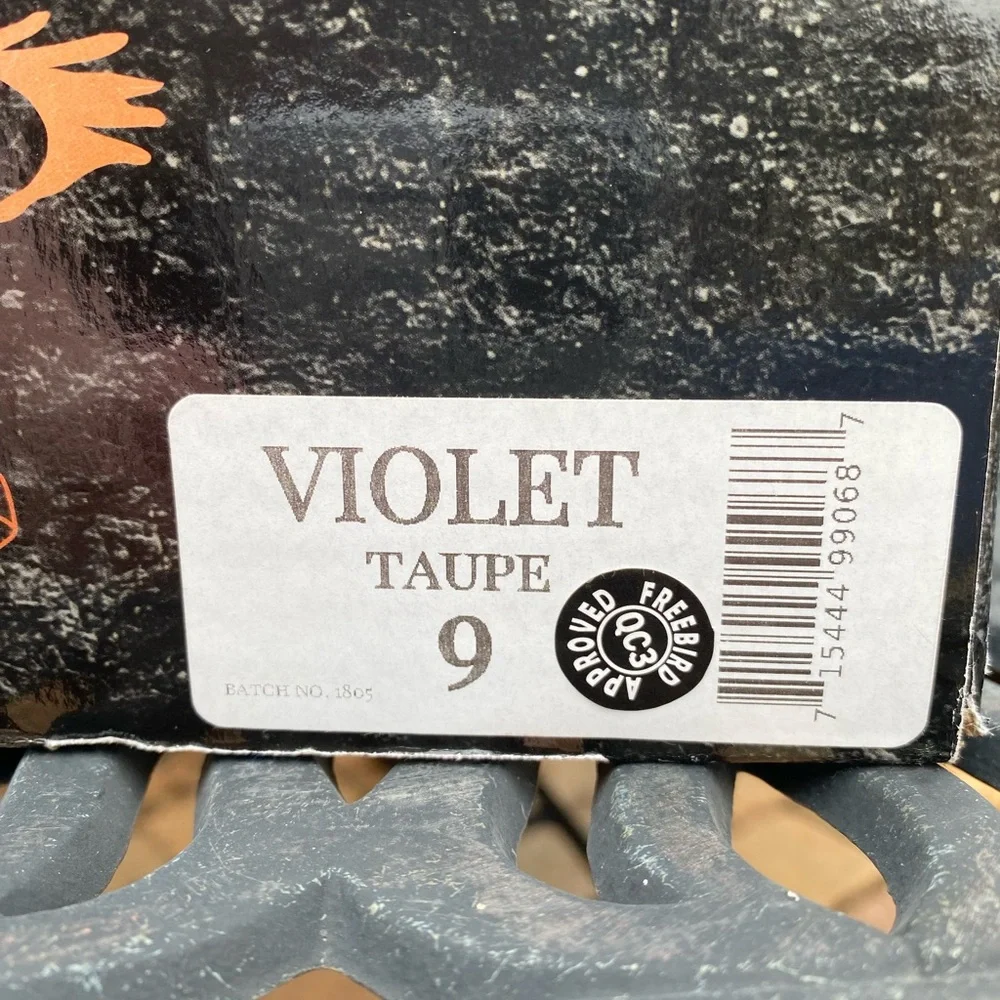 VIOLET
TAUPE
9
BATCH NO. 1805
APPROVED FREEBIRD
QC3
7 15444 99068 7